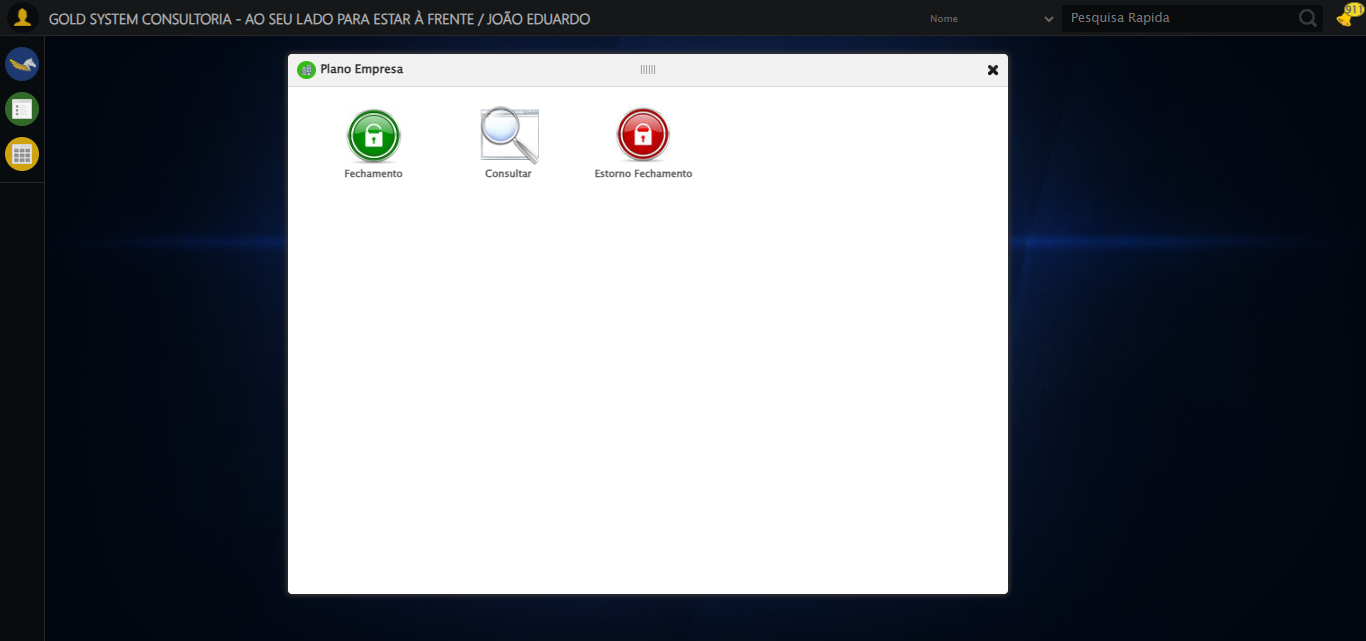 GOLD SYSTEM CONSULTORIA - AO SEU LADO PARA ESTAR À FRENTE / JOÃO EDUARDO
Nome
Pesquisa Rapida
911
Plano Empresa
Fechamento
Consultar
Estorno Fechamento